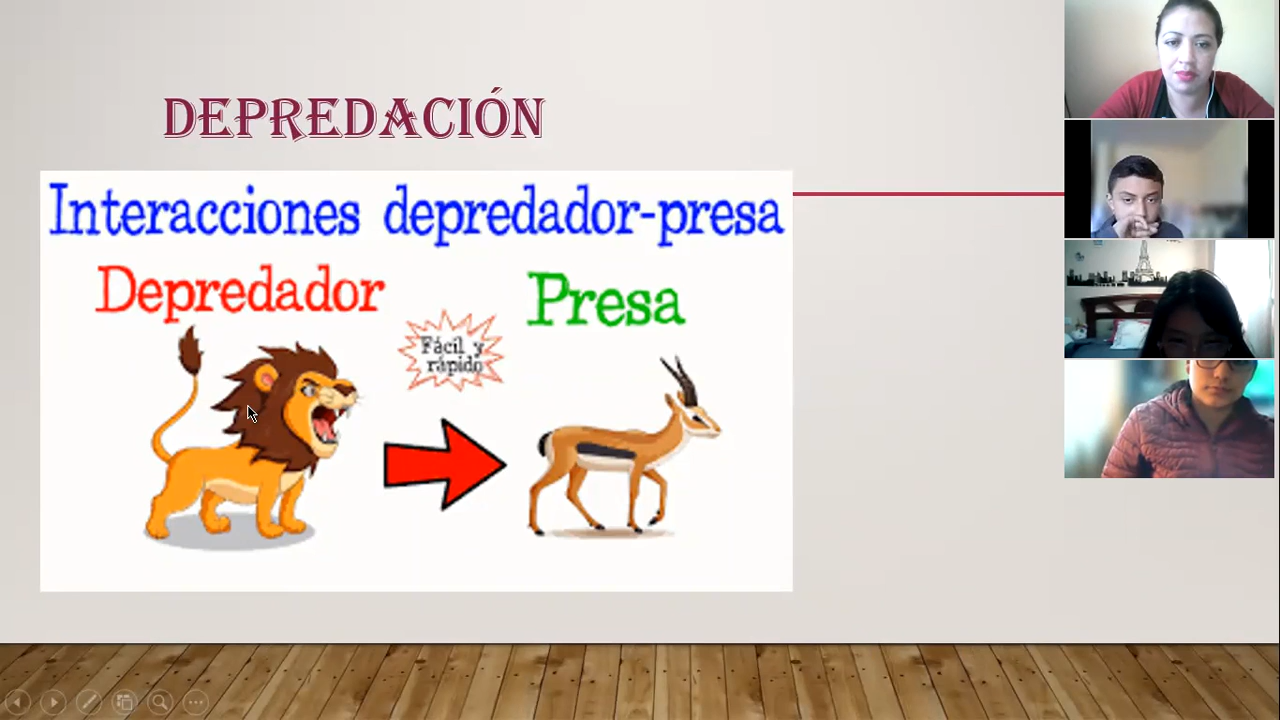 DEPREDACIÓN
Interacciones depredador-presa
Depredador
Presa
Fácil y
rápido